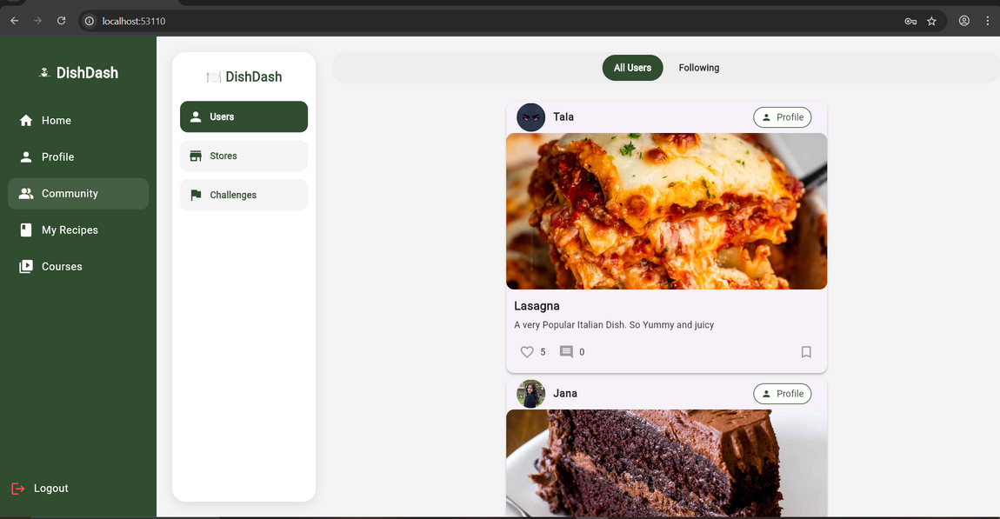 localhost:53110
DishDash
Home
Profile
Community
My Recipes
Courses
Logout
DishDash
Users
Stores
Challenges
All Users
Following
Tala
Profile
Lasagna
A very Popular Italian Dish. So Yummy and juicy
5
0
Jana
Profile